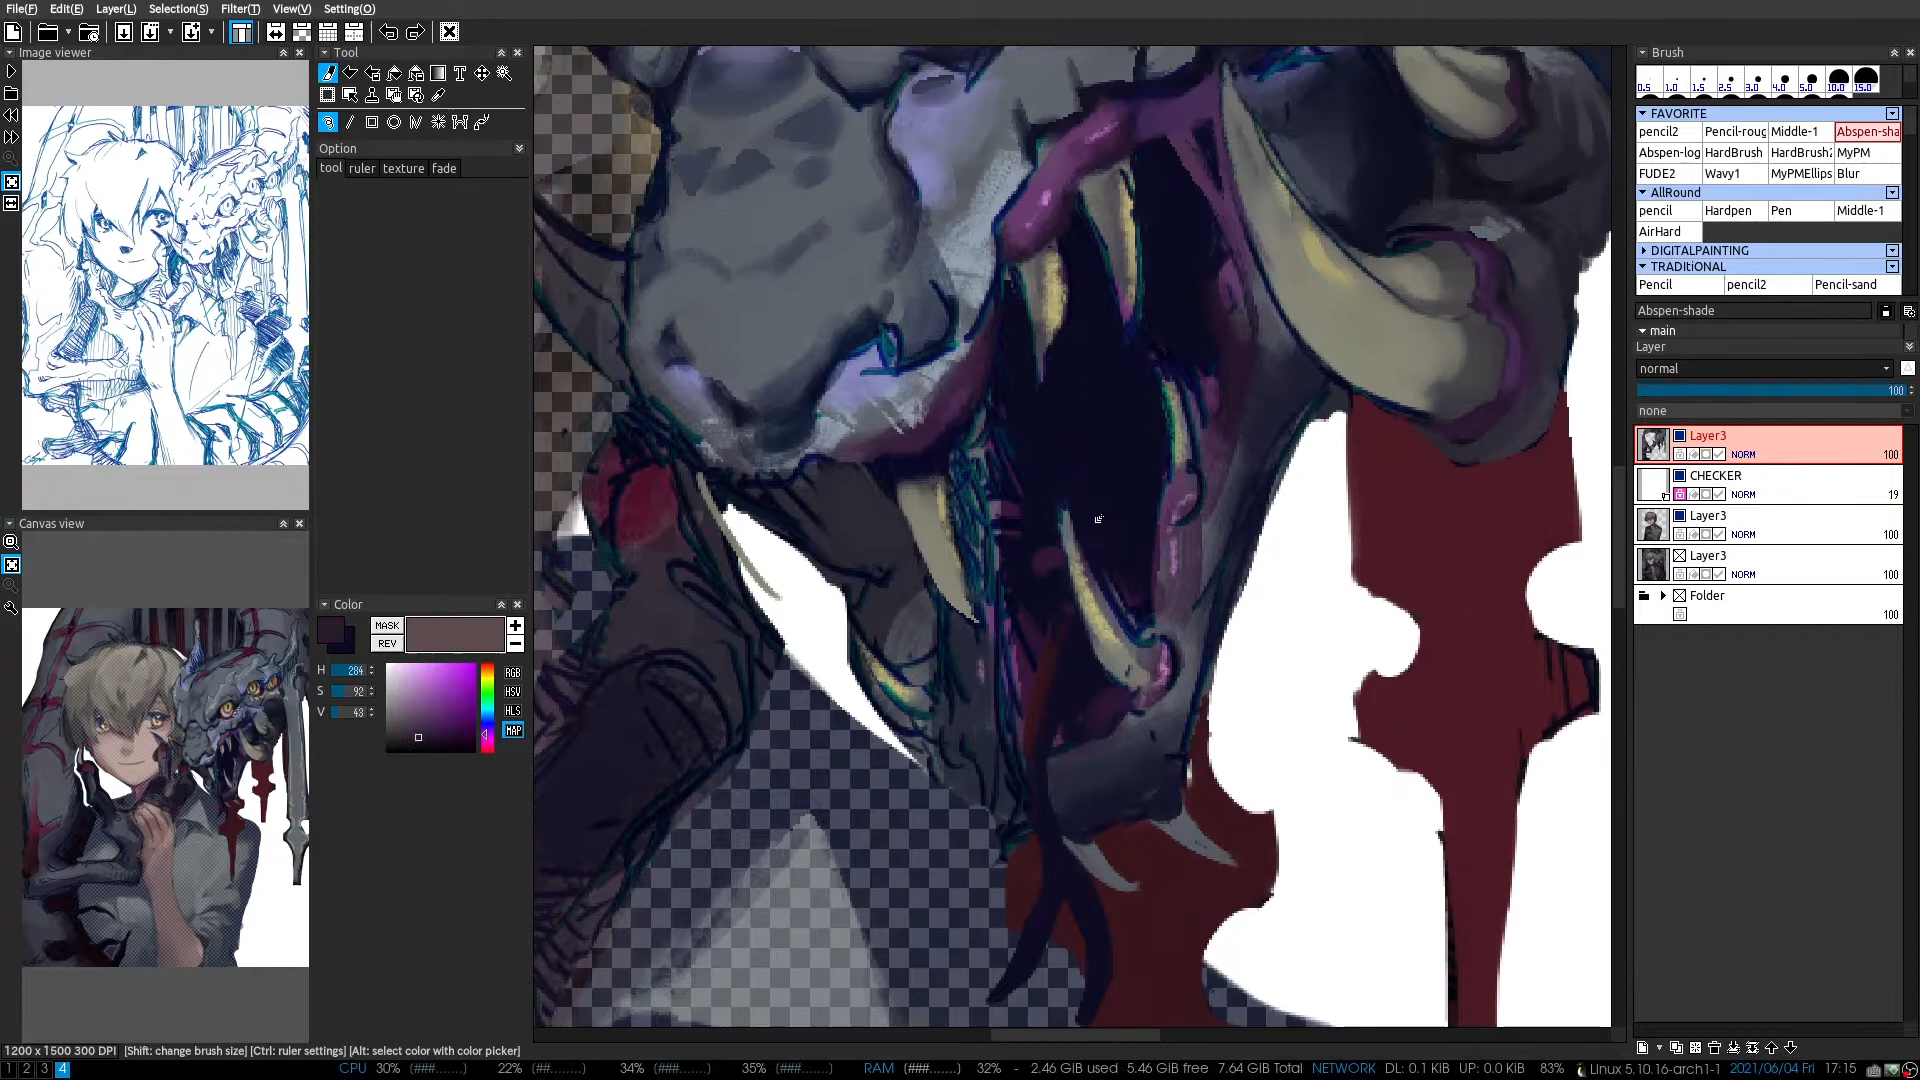 File(F) Edit(E) Layer(L) Selection(S) Filter(T) View(V) Setting(O)
Image viewer
Tool
Option
tool ruler texture fade
Canvas view
Color
MASK
REV
H 284
S 92
V 43
RGB
HSV
HLS
MAP
Brush
0.5 1.0 1.5 2.5 3.0 4.0 5.0 10.0 15.0
FAVORITE
pencil2 Pencil-roug Middle-1 Abspen-sha
Abspen-log HardBrush HardBrush2 MyPM
FUDE2 Wavy1 MyPMEllips Blur
AllRound
pencil Hardpen Pen Middle-1
AirHard
DIGITALPAINTING
TRADItiONAL
Pencil pencil2 Pencil-sand
Abspen-shade
main
Layer
normal
100
none
Layer3
NORM 100
CHECKER
NORM 19
Layer3
NORM 100
Layer3
NORM 100
Folder
100
1200 x 1500 300 DPI [Shift: change brush size] [Ctrl: ruler settings] [Alt: select color with color picker]
1 2 3 4 CPU 30% (###.......) 22% (##........) 34% (###.......) 35% (###.......) RAM (###.......) 32% - 2.46 GiB used 5.46 GiB free 7.64 GiB Total NETWORK DL: 0.1 KiB UP: 0.0 KiB 83% Linux 5.10.16-arch1-1 2021/06/04 Fri 17:15